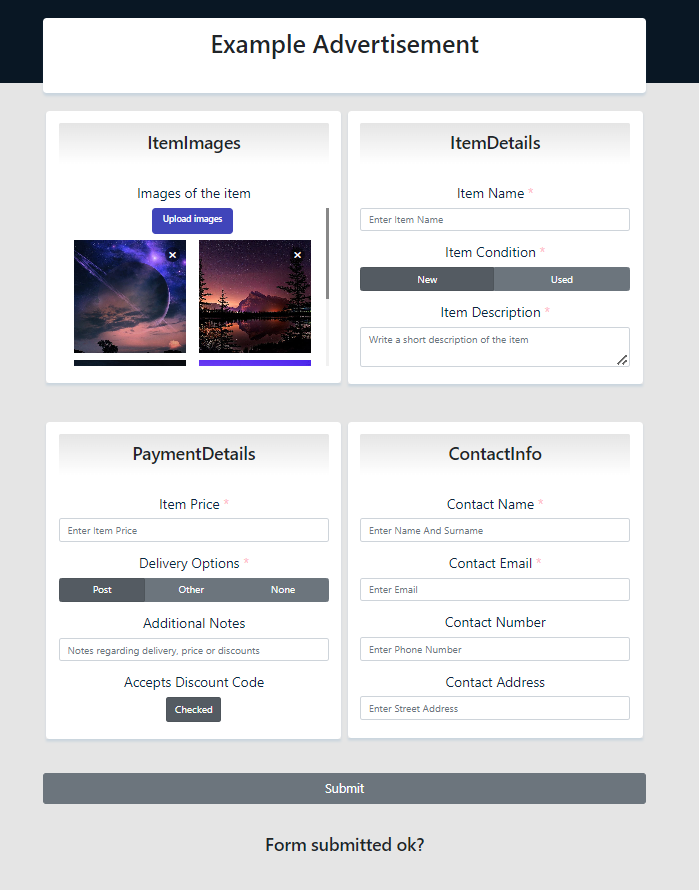 Example Advertisement
ItemImages
Images of the item
Upload images
× ×
ItemDetails
Item Name *
Enter Item Name
Item Condition *
New Used
Item Description *
Write a short description of the item
PaymentDetails
Item Price *
Enter Item Price
Delivery Options *
Post Other None
Additional Notes
Notes regarding delivery, price or discounts
Accepts Discount Code
Checked
ContactInfo
Contact Name *
Enter Name And Surname
Contact Email *
Enter Email
Contact Number
Enter Phone Number
Contact Address
Enter Street Address
Submit
Form submitted ok?